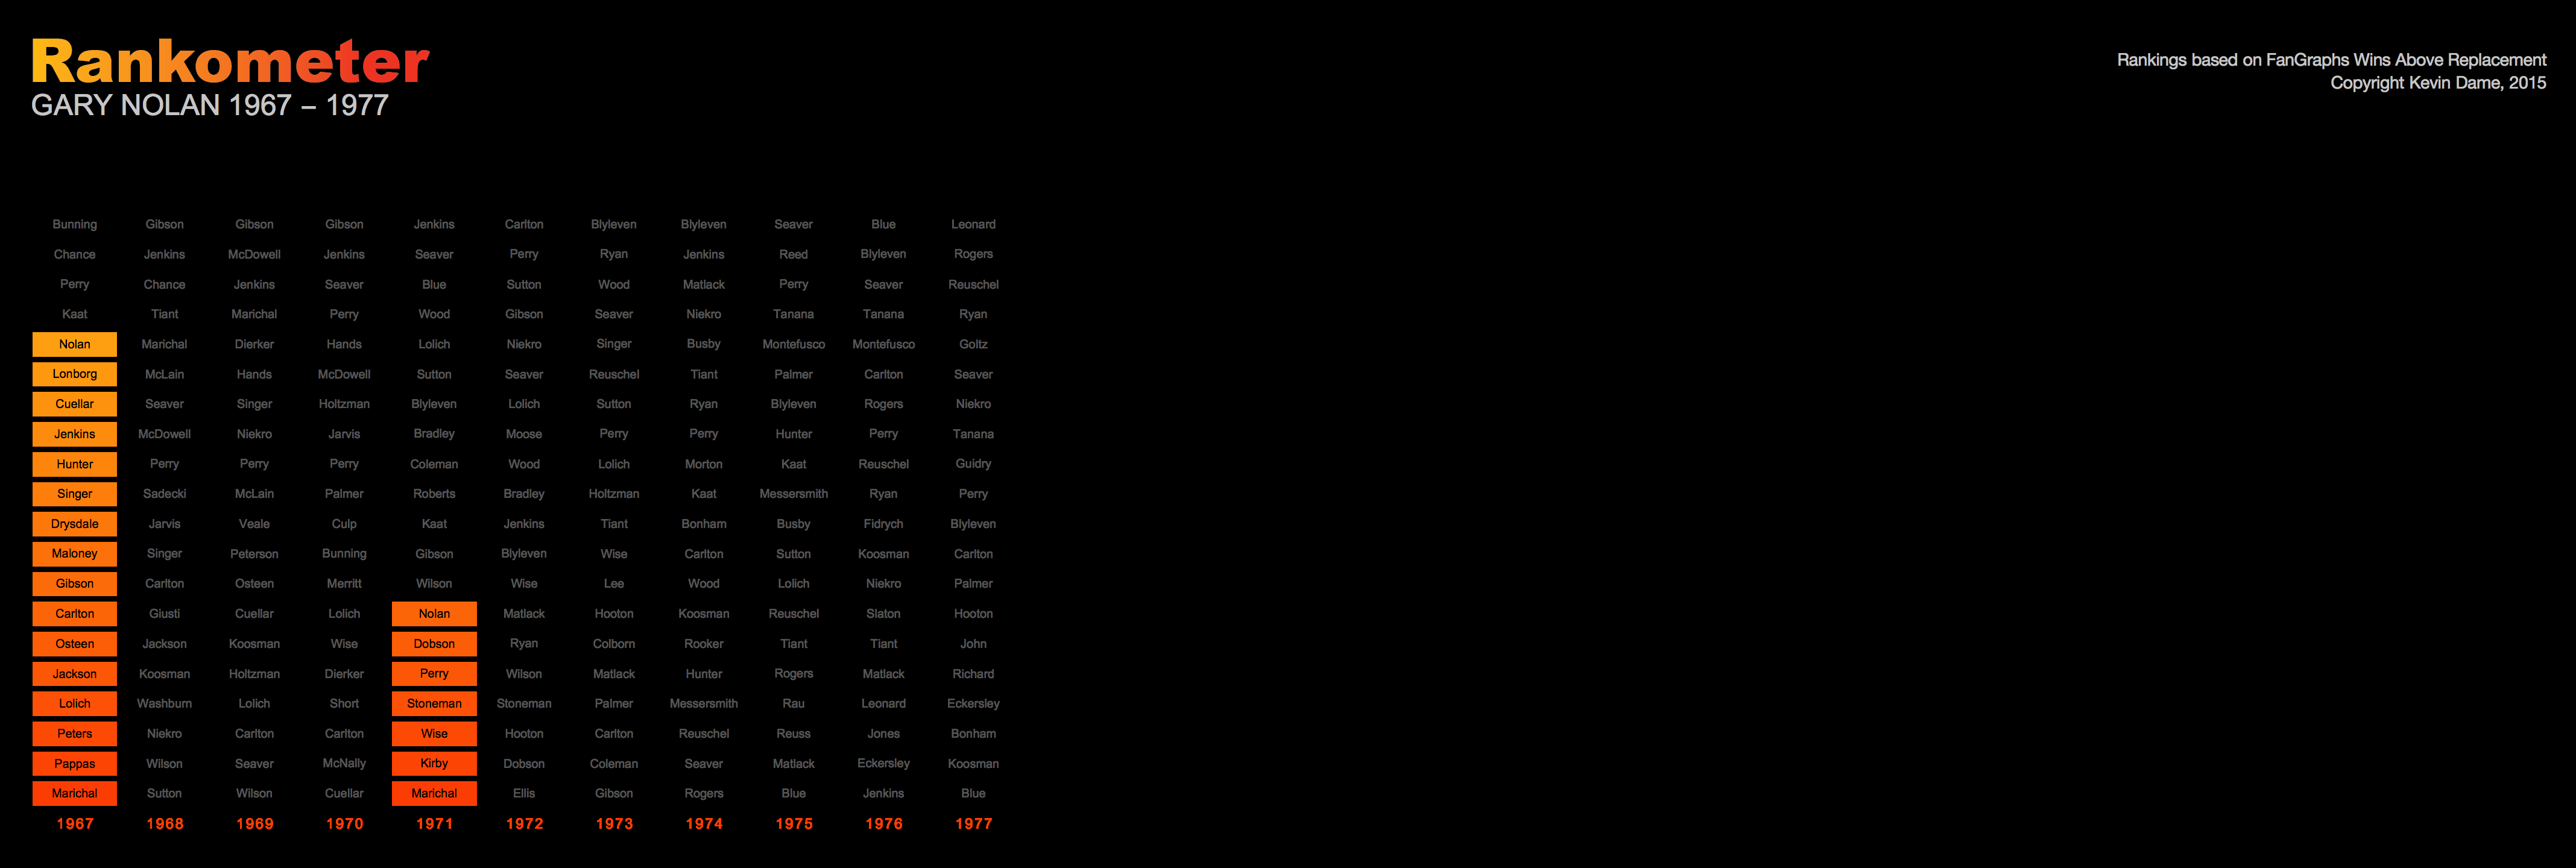 Rankometer
GARY NOLAN 1967 – 1977
Rankings based on FanGraphs Wins Above Replacement
Copyright Kevin Dame, 2015
Bunning Gibson Gibson Gibson Jenkins Carlton Blyleven Blyleven Seaver Blue Leonard
Chance Jenkins McDowell Jenkins Seaver Perry Ryan Jenkins Reed Blyleven Rogers
Perry Chance Jenkins Seaver Blue Sutton Wood Matlack Perry Seaver Reuschel
Kaat Tiant Marichal Perry Wood Gibson Seaver Niekro Tanana Tanana Ryan
Nolan Marichal Dierker Hands Lolich Niekro Singer Busby Montefusco Montefusco Goltz
Lonborg McLain Hands McDowell Sutton Seaver Reuschel Tiant Palmer Carlton Seaver
Cuellar Seaver Singer Holtzman Blyleven Lolich Sutton Ryan Blyleven Rogers Niekro
Jenkins McDowell Niekro Jarvis Bradley Moose Perry Perry Hunter Perry Tanana
Hunter Perry Perry Perry Coleman Wood Lolich Morton Kaat Reuschel Guidry
Singer Sadecki McLain Palmer Roberts Bradley Holtzman Kaat Messersmith Ryan Perry
Drysdale Jarvis Veale Culp Kaat Jenkins Tiant Bonham Busby Fidrych Blyleven
Maloney Singer Peterson Bunning Gibson Blyleven Wise Carlton Sutton Koosman Carlton
Gibson Carlton Osteen Merritt Wilson Wise Lee Wood Lolich Niekro Palmer
Carlton Giusti Cuellar Lolich Nolan Matlack Hooton Koosman Reuschel Slaton Hooton
Osteen Jackson Koosman Wise Dobson Ryan Colborn Rooker Tiant Tiant John
Jackson Koosman Holtzman Dierker Perry Wilson Matlack Hunter Rogers Matlack Richard
Lolich Washburn Lolich Short Stoneman Stoneman Palmer Messersmith Rau Leonard Eckersley
Peters Niekro Carlton Carlton Wise Hooton Carlton Reuschel Reuss Jones Bonham
Pappas Wilson Seaver McNally Kirby Dobson Coleman Seaver Matlack Eckersley Koosman
Marichal Sutton Wilson Cuellar Marichal Ellis Gibson Rogers Blue Jenkins Blue
1967 1968 1969 1970 1971 1972 1973 1974 1975 1976 1977